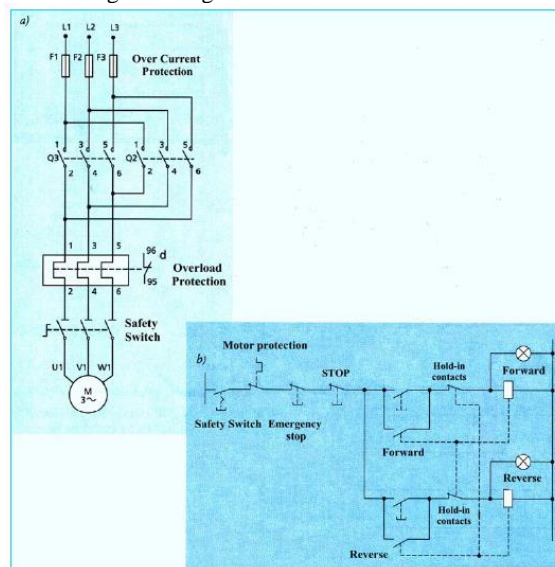 a)
L1 L2 L3
F1 F2 F3
Over Current
Protection
1 3 5 1 3 5
Q3 Q2
2 4 6 2 4 6
1 3 5
96 d
95
Overload
Protection
2 4 6
Safety
Switch
U1 V1 W1
M
3~
b)
Motor protection
STOP
Hold-in
contacts
Forward
Safety Switch
Emergency
stop
Forward
Reverse
Hold-in
contacts
Reverse